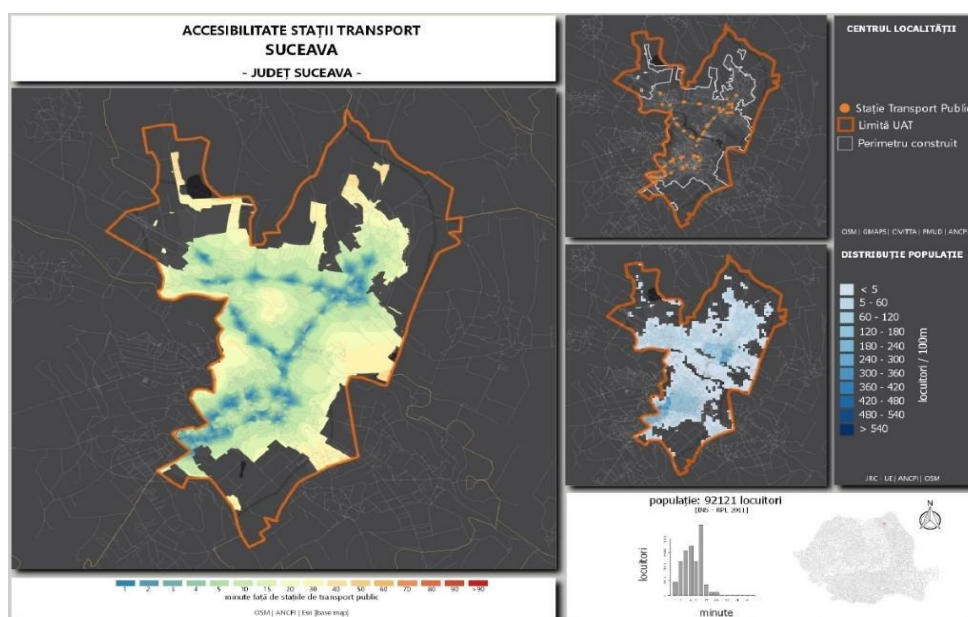 ACCESIBILITATE STAȚII TRANSPORT
SUCEAVA
- JUDEȚ SUCEAVA -
1 2 3 4 5 10 15 20 30 40 50 60 70 80 90 >90
minute față de stațiile de transport public
OSM | ANCPI | Esri [base map]
CENTRUL LOCALITĂȚII
Stație Transport Public
Limită UAT
Perimetru construit
OSM | GMAPS | CIVITTA | PMUD | ANCPI
DISTRIBUȚIE POPULAȚIE
< 5
5 - 60
60 - 120
120 - 180
180 - 240
240 - 300
300 - 360
360 - 420
420 - 480
480 - 540
> 540
locuitori / 100m
JRC - UE | ANCPI | OSM
populație: 92121 locuitori
[INS - RPL 2011]
locuitori
minute
N